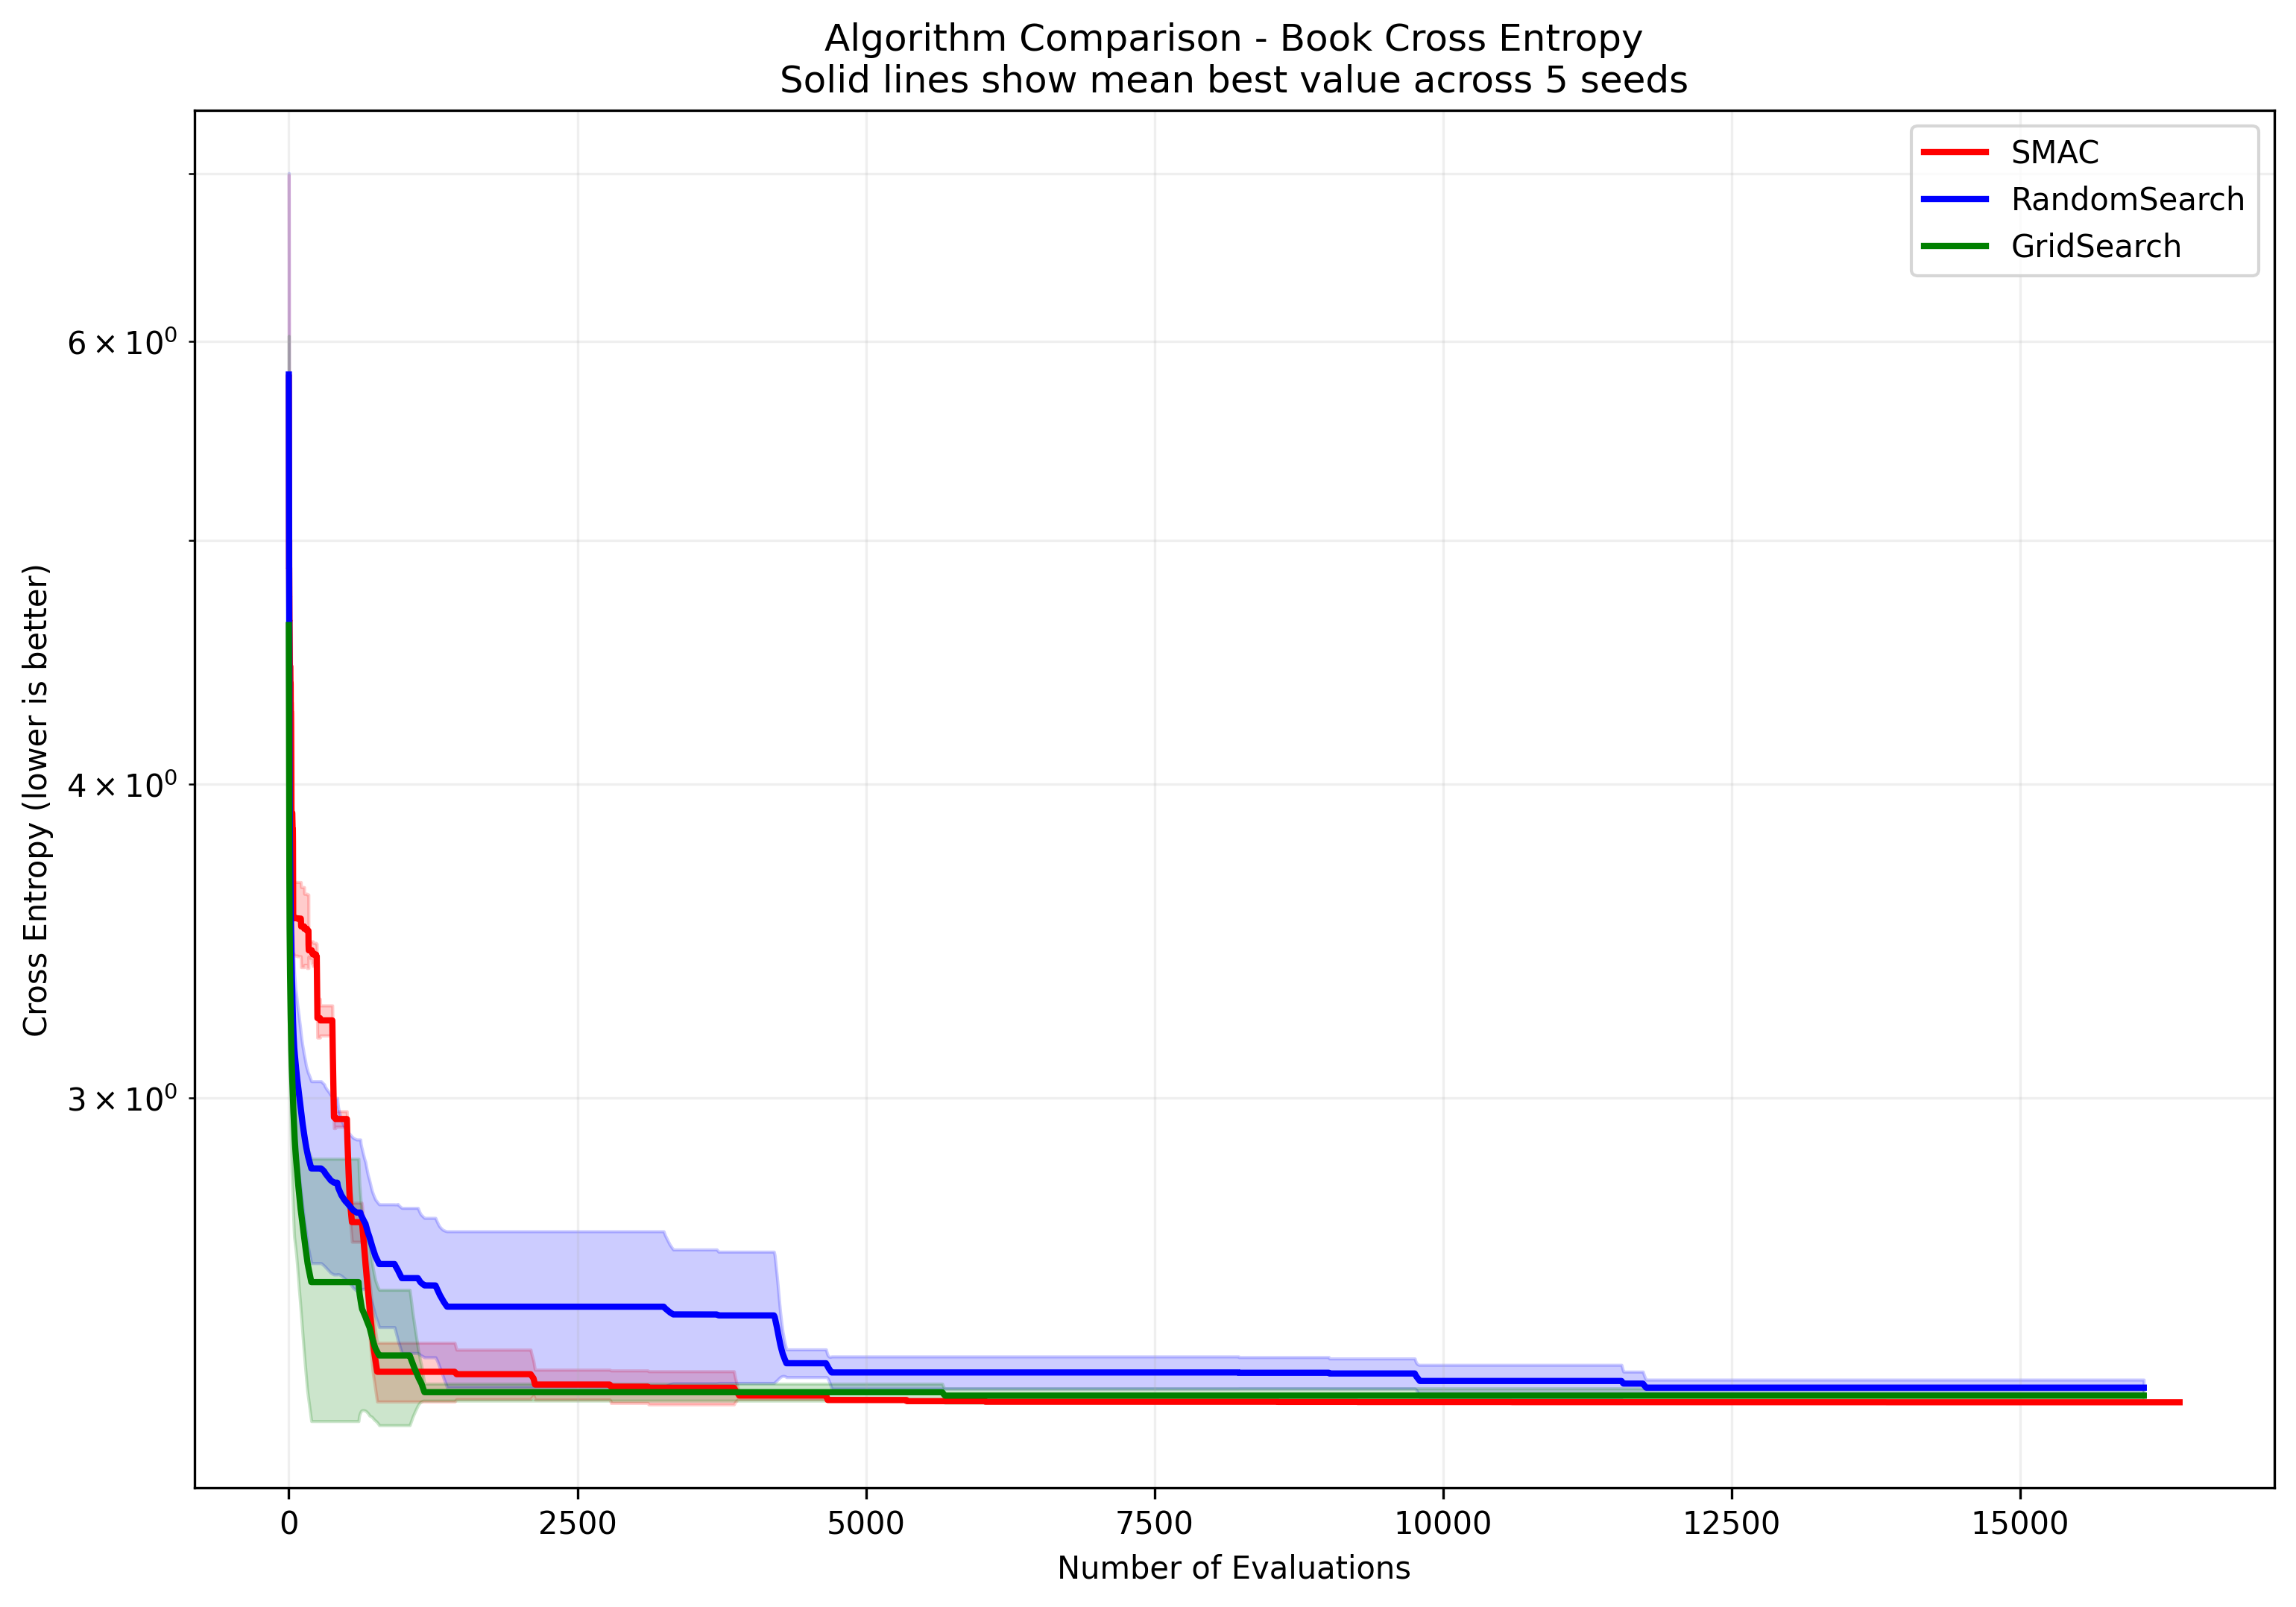 Algorithm Comparison - Book Cross Entropy
Solid lines show mean best value across 5 seeds
SMAC
RandomSearch
GridSearch
Cross Entropy (lower is better)
6 × 10⁰
4 × 10⁰
3 × 10⁰
0 2500 5000 7500 10000 12500 15000
Number of Evaluations